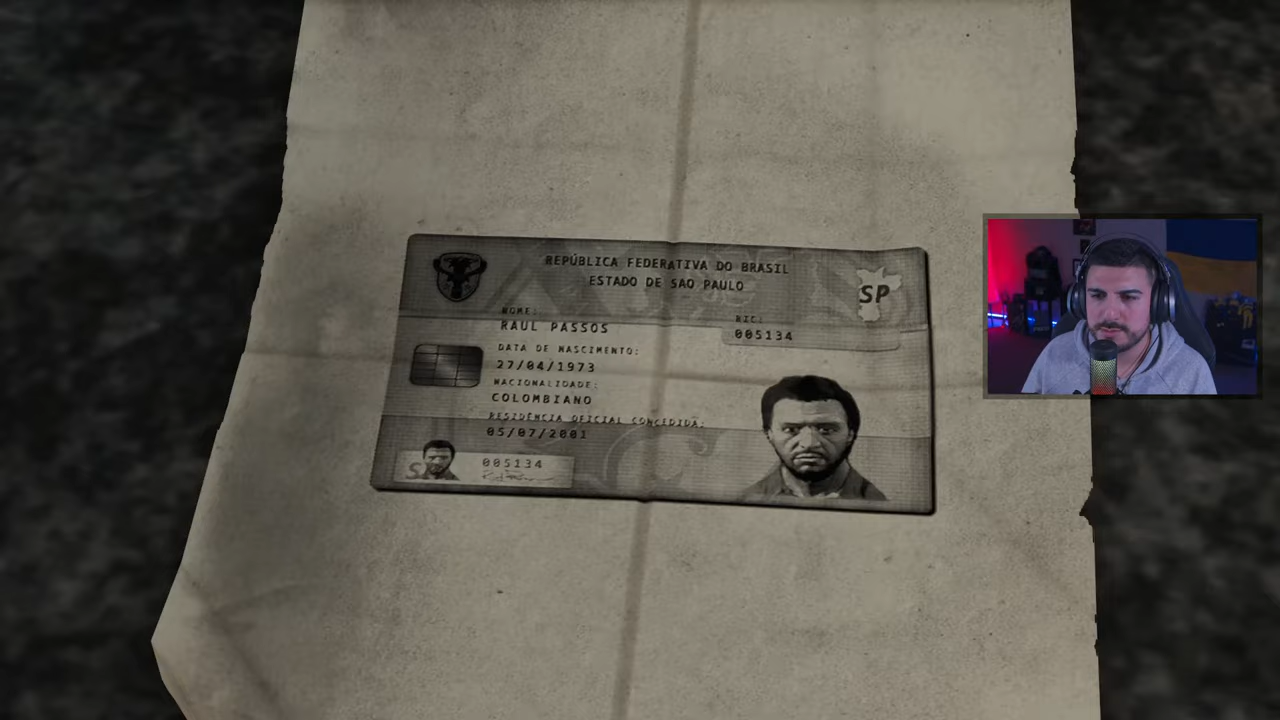 REPÚBLICA FEDERATIVA DO BRASIL
ESTADO DE SAO PAULO
SP
NOME:
RAUL PASSOS
RIC:
005134
DATA DE NASCIMENTO:
27/04/1973
NACIONALIDADE:
COLOMBIANO
RESIDÊNCIA OFICIAL CONCEDIDA:
05/07/2001
005134